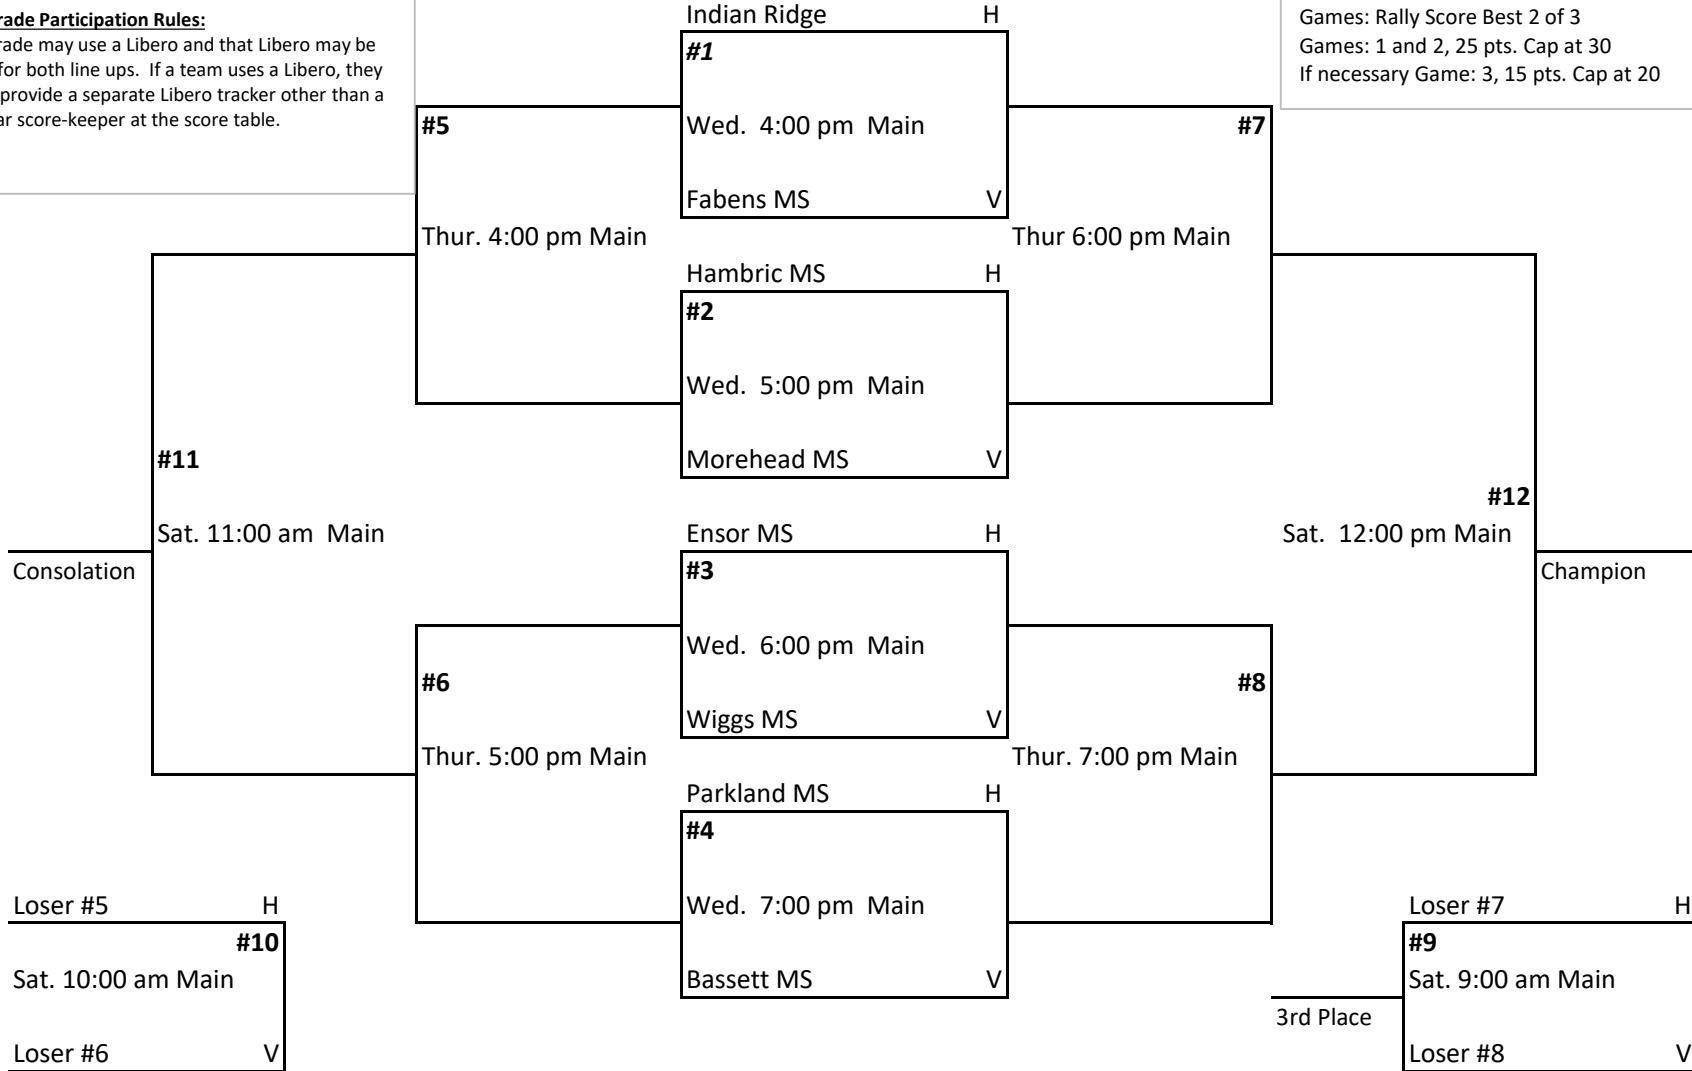 rade Participation Rules:
rade may use a Libero and that Libero may be
for both line ups. If a team uses a Libero, they
provide a separate Libero tracker other than a
ar score-keeper at the score table.
Games: Rally Score Best 2 of 3
Games: 1 and 2, 25 pts. Cap at 30
If necessary Game: 3, 15 pts. Cap at 20
Indian Ridge H
#1
#5 Wed. 4:00 pm Main #7
Fabens MS V
Thur. 4:00 pm Main Thur 6:00 pm Main
Hambric MS H
#2
Wed. 5:00 pm Main
#11 Morehead MS V
#12
Sat. 11:00 am Main Ensor MS H Sat. 12:00 pm Main
Consolation #3 Champion
Wed. 6:00 pm Main
#6 #8
Wiggs MS V
Thur. 5:00 pm Main Thur. 7:00 pm Main
Parkland MS H
#4
Loser #5 H Wed. 7:00 pm Main Loser #7 H
#10 #9
Sat. 10:00 am Main Bassett MS V Sat. 9:00 am Main
3rd Place
Loser #6 V Loser #8 V